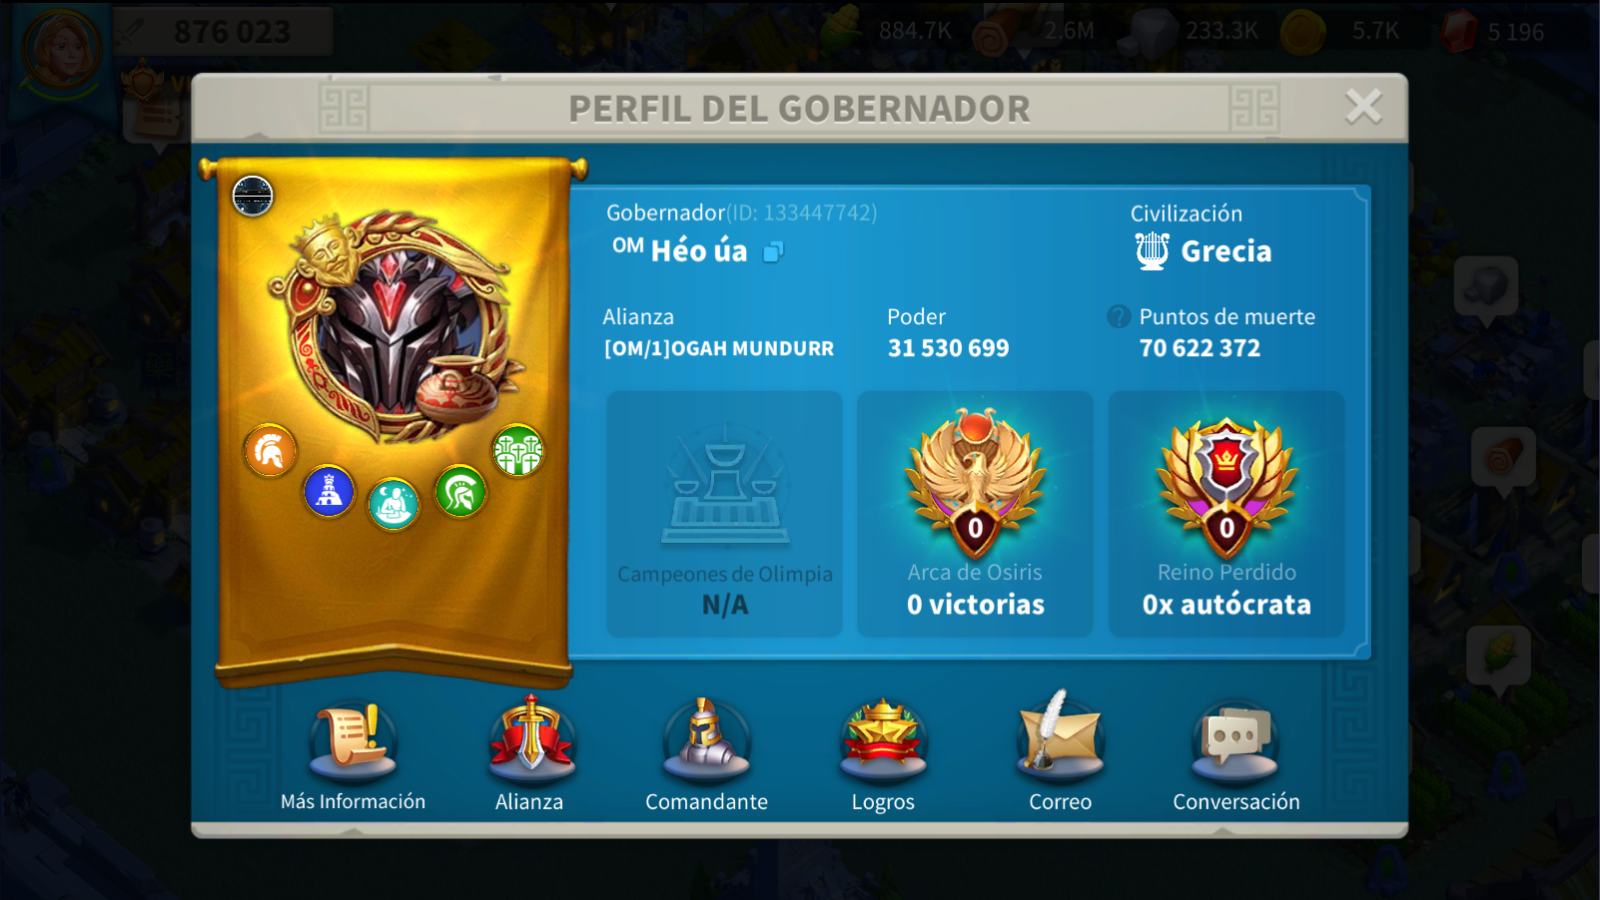 876 023
884.7K
2.6M
233.3K
5.7K
5 196
PERFIL DEL GOBERNADOR
Gobernador(ID: 133447742)
ᴼᴹ Héo úa
Civilización
Grecia
Alianza
[OM/1]OGAH MUNDURR
Poder
31 530 699
Puntos de muerte
70 622 372
Campeones de Olimpia
N/A
0
Arca de Osiris
0 victorias
0
Reino Perdido
0x autócrata
Más Información
Alianza
Comandante
Logros
Correo
Conversación